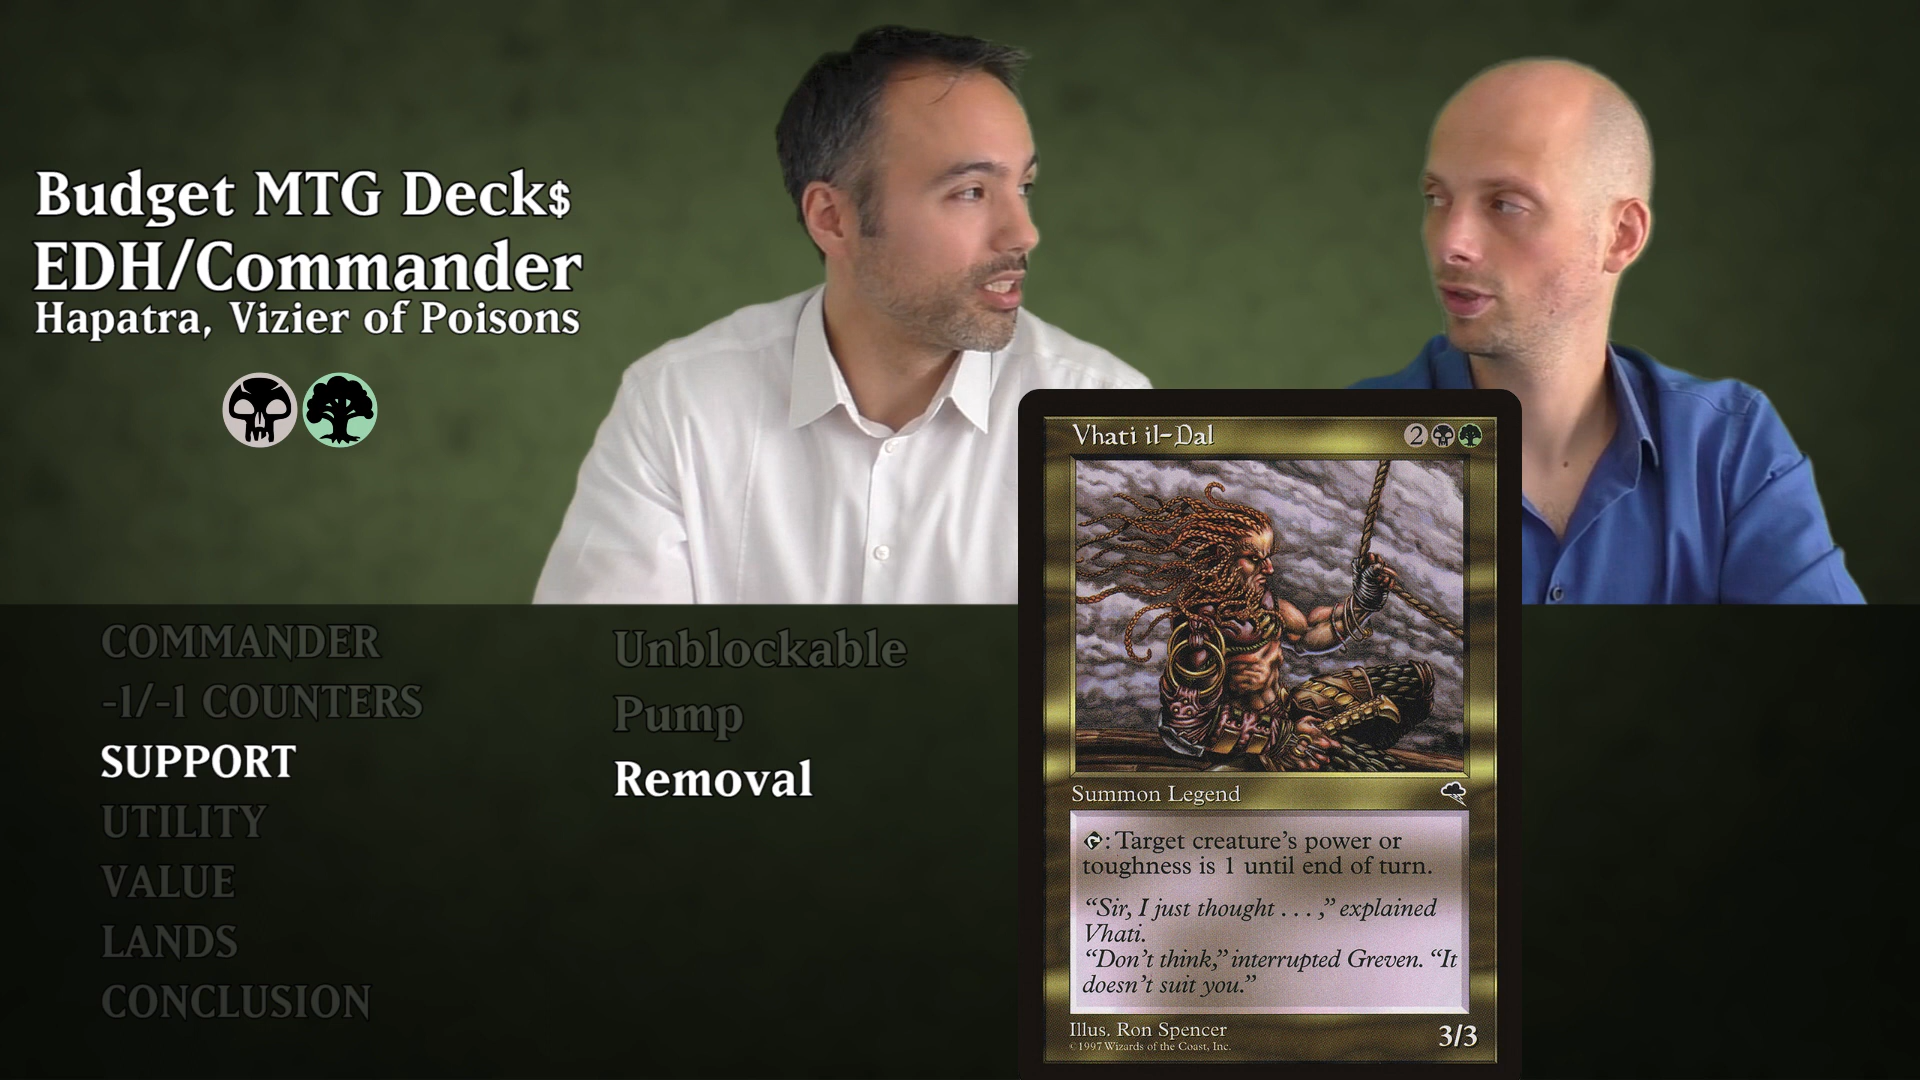 Budget MTG Deck$
EDH/Commander
Hapatra, Vizier of Poisons
COMMANDER
-1/-1 COUNTERS
SUPPORT
UTILITY
VALUE
LANDS
CONCLUSION
Unblockable
Pump
Removal
Vhati il-Dal
2
Summon Legend
: Target creature's power or
toughness is 1 until end of turn.
“Sir, I just thought . . . ,” explained
Vhati.
“Don't think,” interrupted Greven. “It
doesn't suit you.”
Illus. Ron Spencer
©1997 Wizards of the Coast, Inc.
3/3